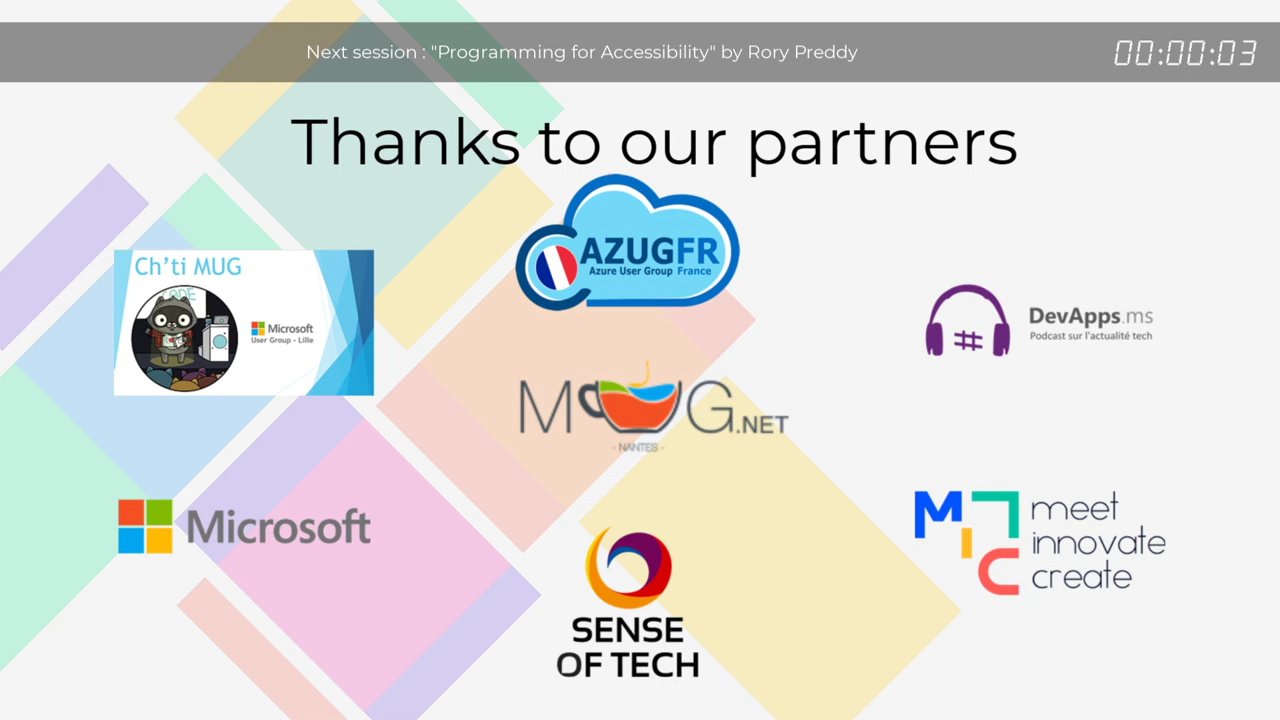 Next session : "Programming for Accessibility" by Rory Preddy
00:00:03
Thanks to our partners
AZUGFR
Azure User Group France
Ch'ti MUG
CODE
Microsoft
User Group - Lille
DevApps.ms
Podcast sur l'actualité tech
MUG.NET
- NANTES -
Microsoft
MIC
meet
innovate
create
SENSE
OF TECH